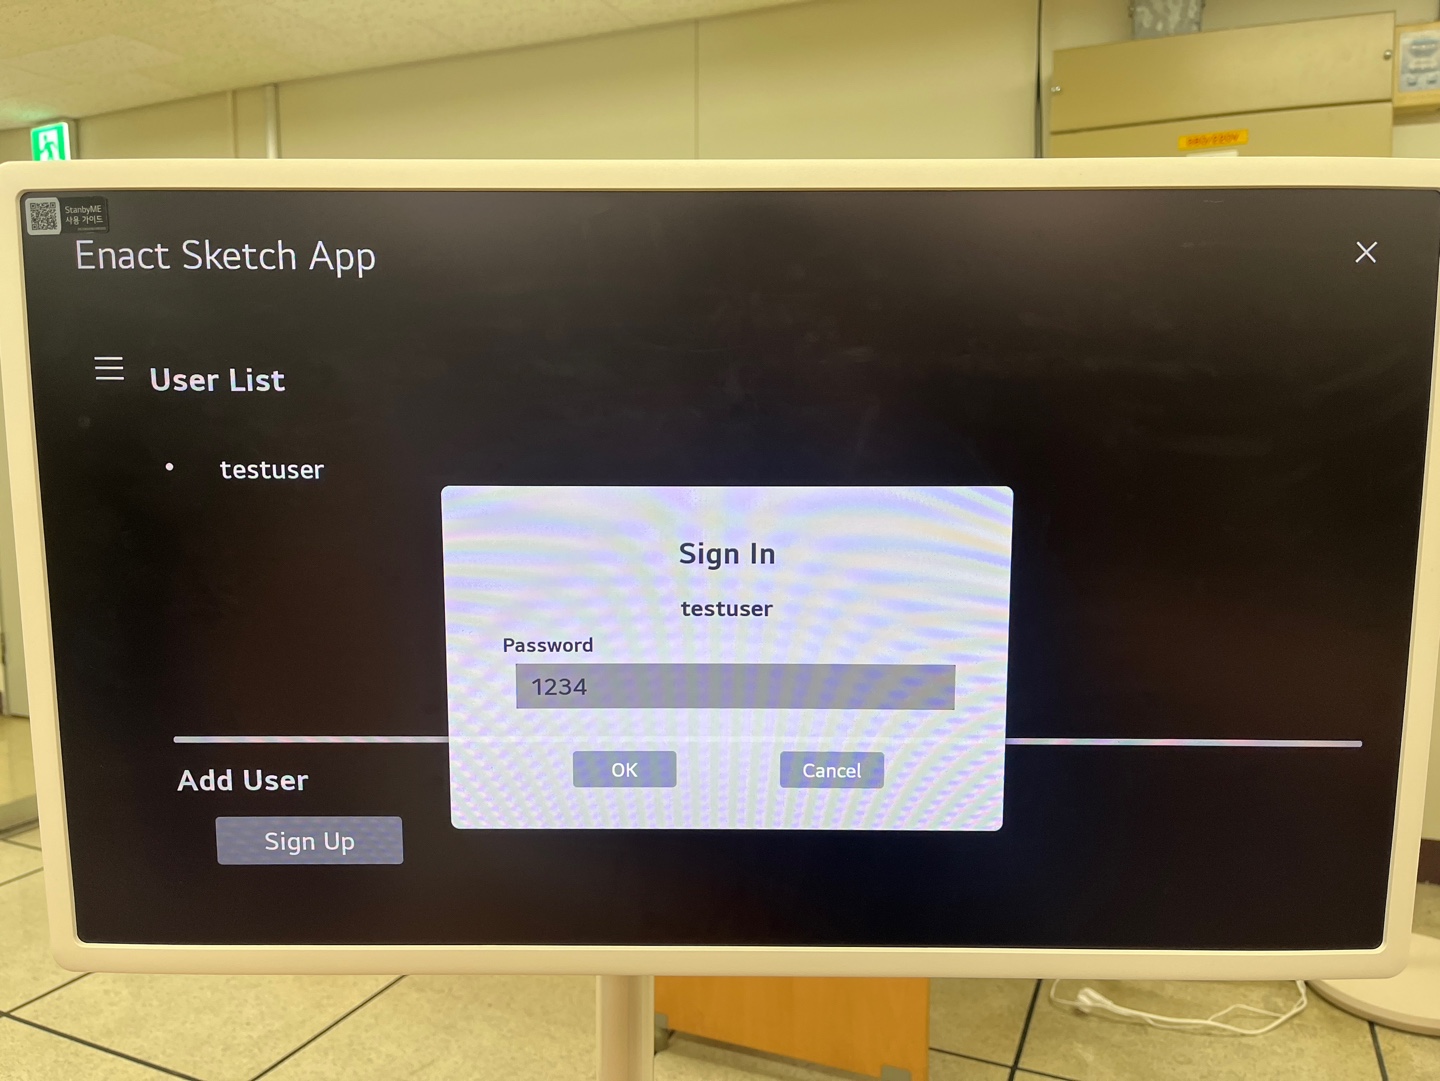 StanbyME
사용 가이드
Enact Sketch App
User List
testuser
Sign In
testuser
Password
1234
OK
Cancel
Add User
Sign Up